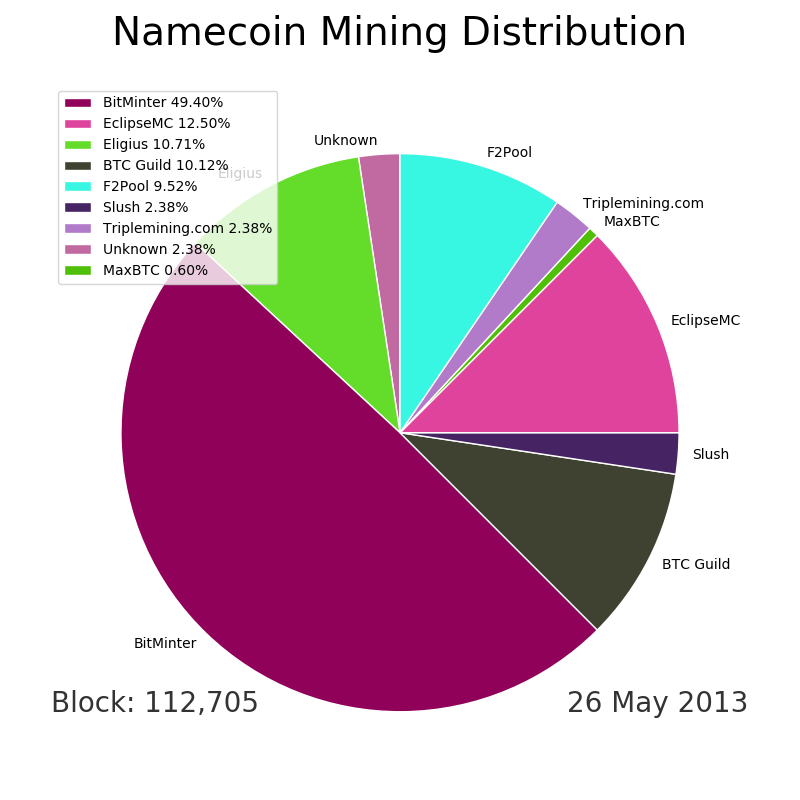 Namecoin Mining Distribution
BitMinter 49.40%
EclipseMC 12.50%
Eligius 10.71%
BTC Guild 10.12%
F2Pool 9.52%
Slush 2.38%
Triplemining.com 2.38%
Unknown 2.38%
MaxBTC 0.60%
Unknown
F2Pool
Eligius
Triplemining.com
MaxBTC
EclipseMC
Slush
BTC Guild
BitMinter
Block: 112,705
26 May 2013